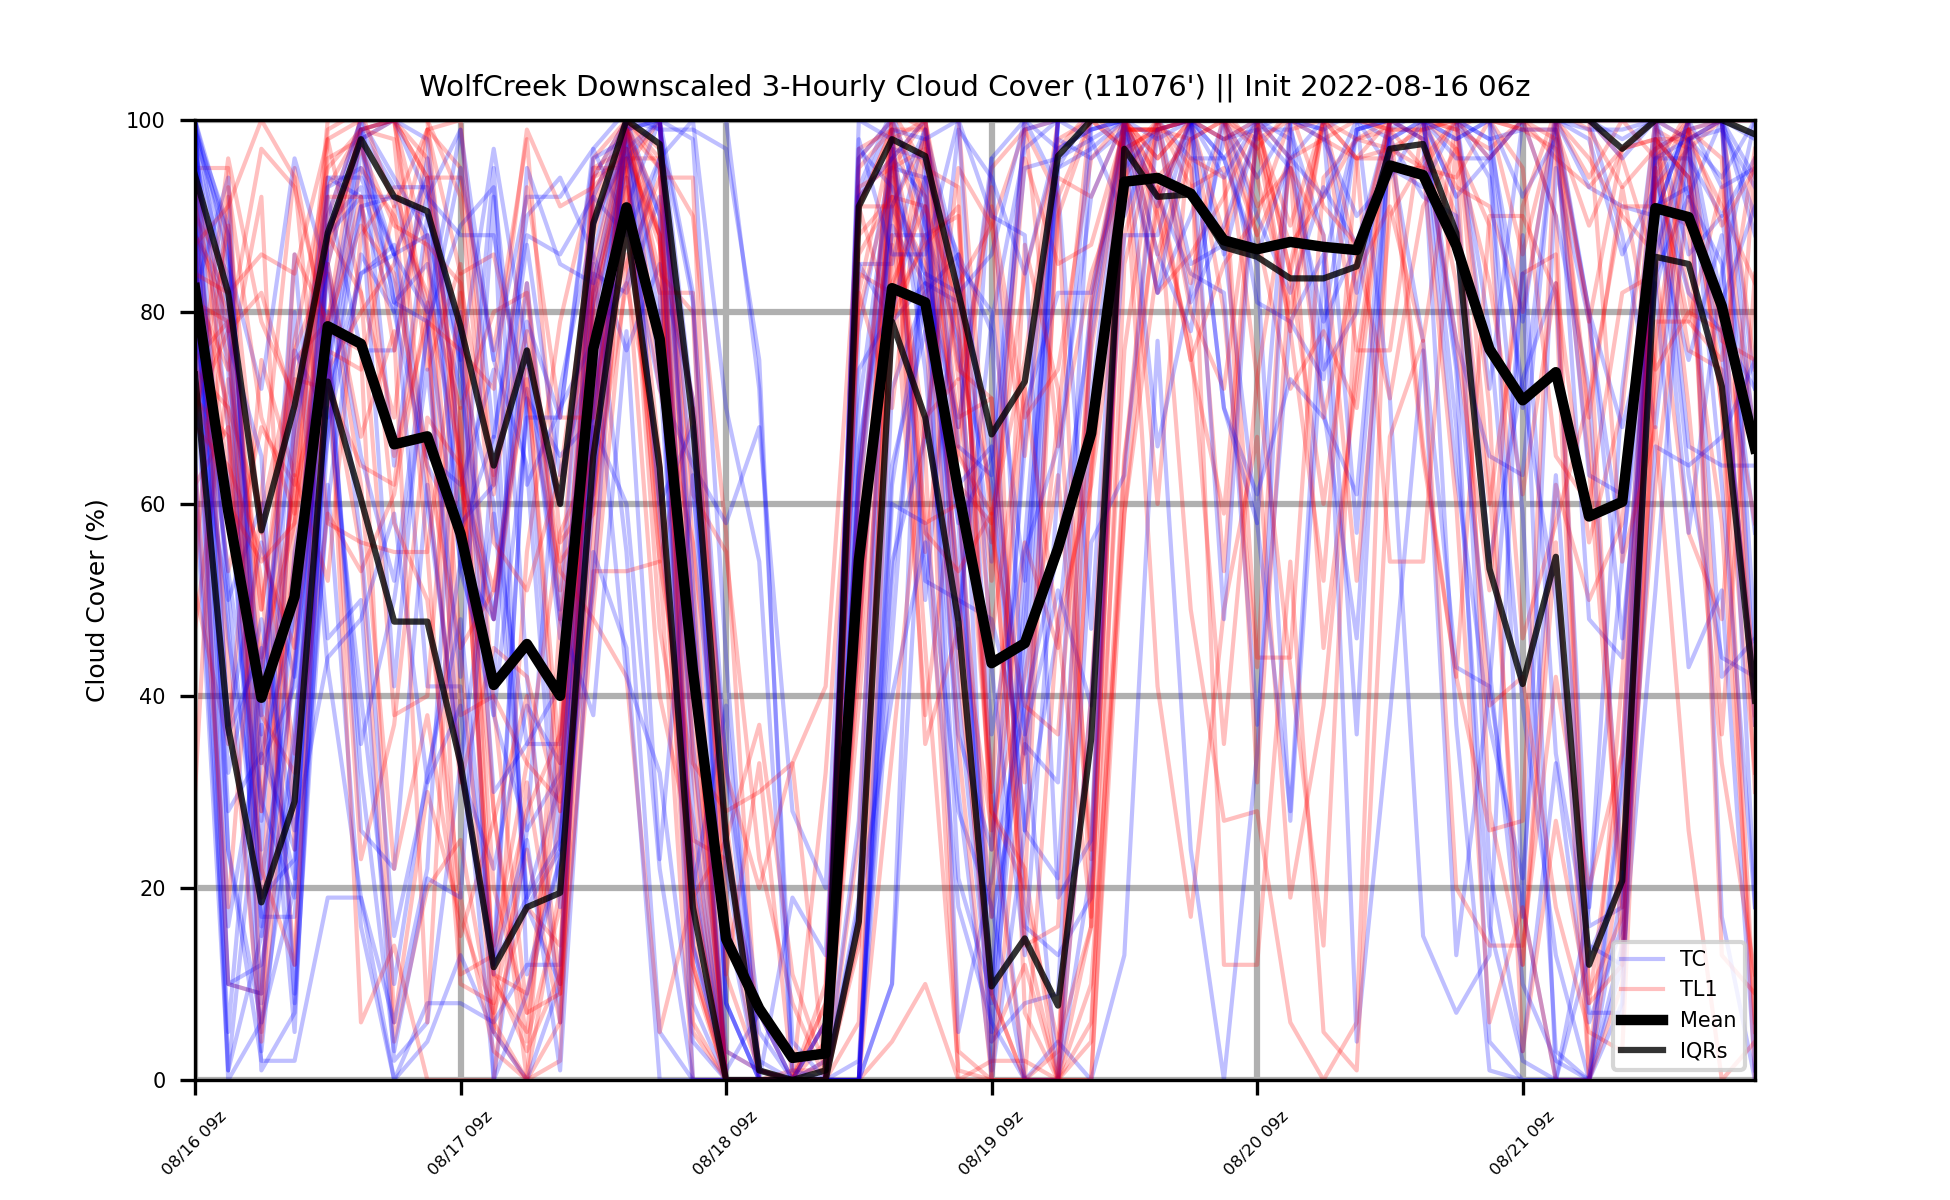 WolfCreek Downscaled 3-Hourly Cloud Cover (11076') || Init 2022-08-16 06z
Cloud Cover (%)
100
80
60
40
20
0
08/16 09z
08/17 09z
08/18 09z
08/19 09z
08/20 09z
08/21 09z
TC
TL1
Mean
IQRs